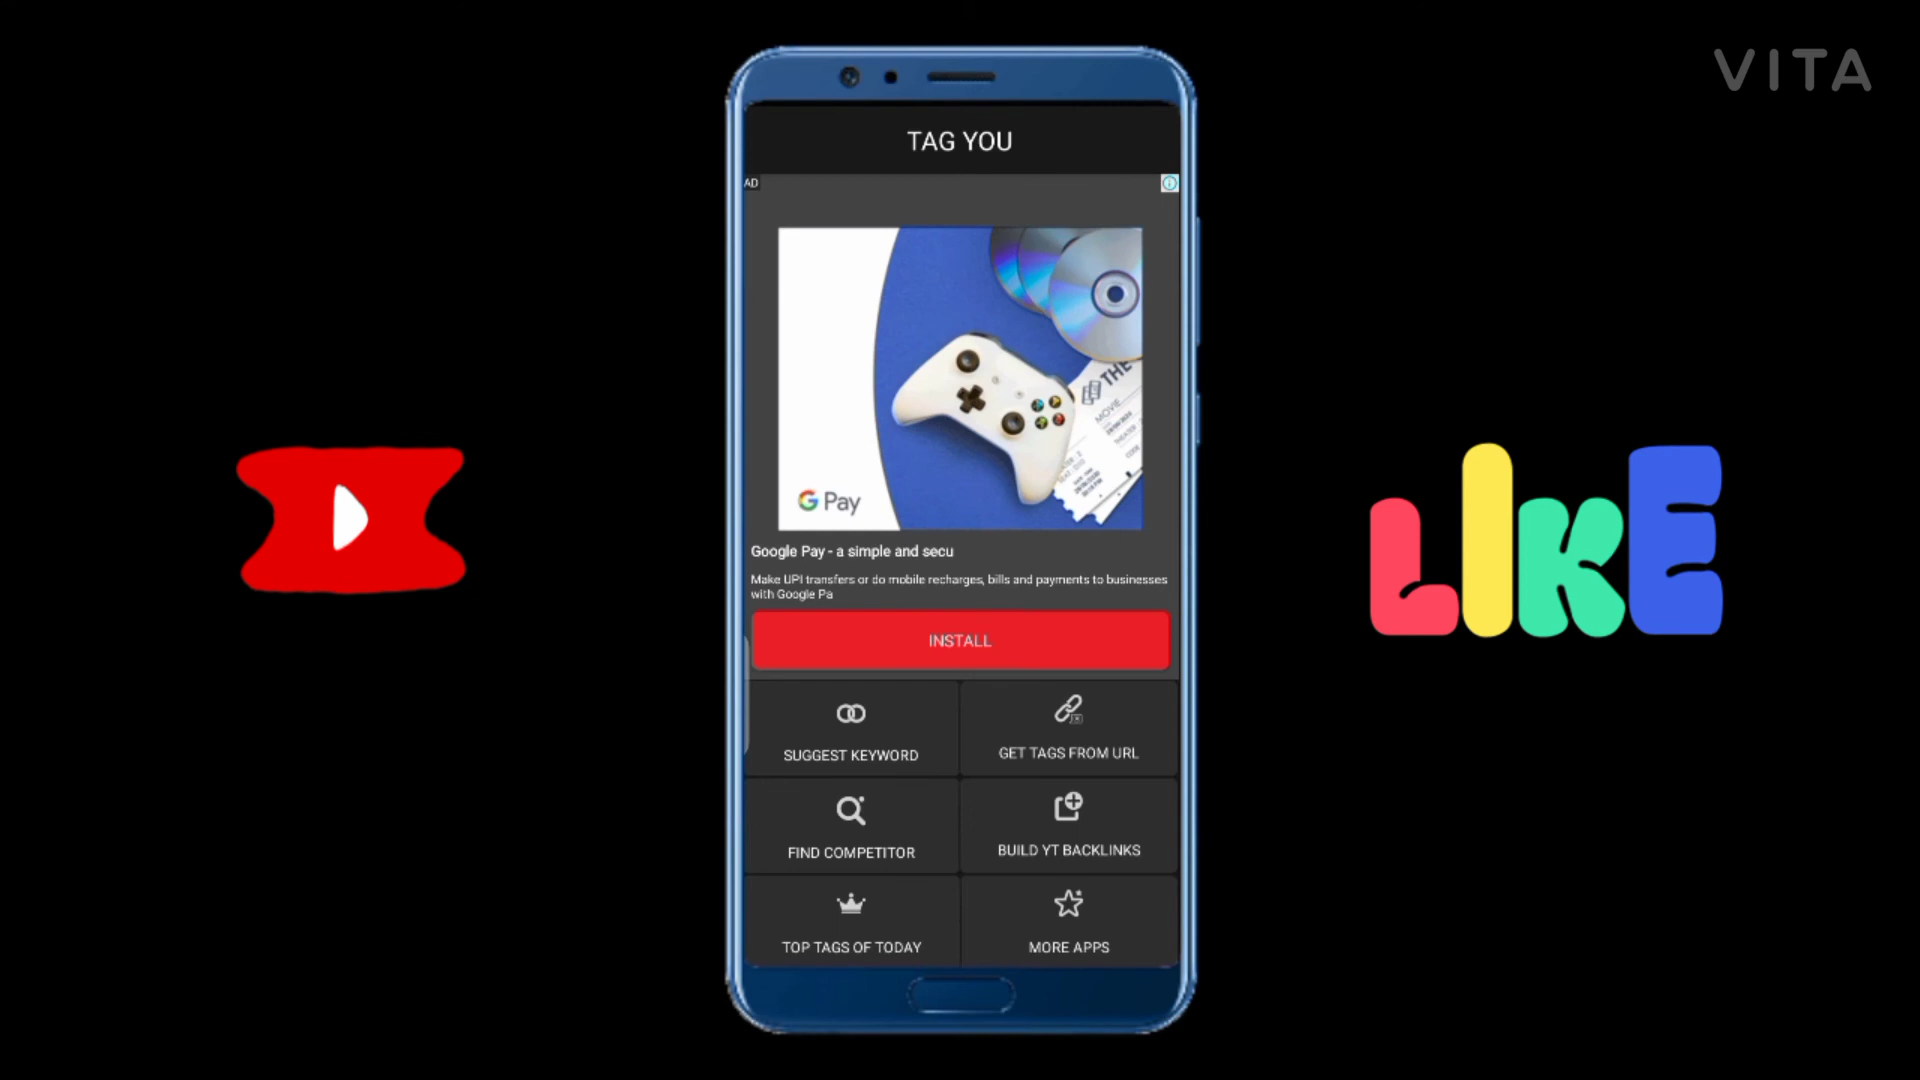 VITA
TAG YOU
AD
THE
MOVIE
G Pay
Google Pay - a simple and secu
Make UPI transfers or do mobile recharges, bills and payments to businesses
with Google Pa
INSTALL
SUGGEST KEYWORD
GET TAGS FROM URL
FIND COMPETITOR
BUILD YT BACKLINKS
TOP TAGS OF TODAY
MORE APPS
LIKE